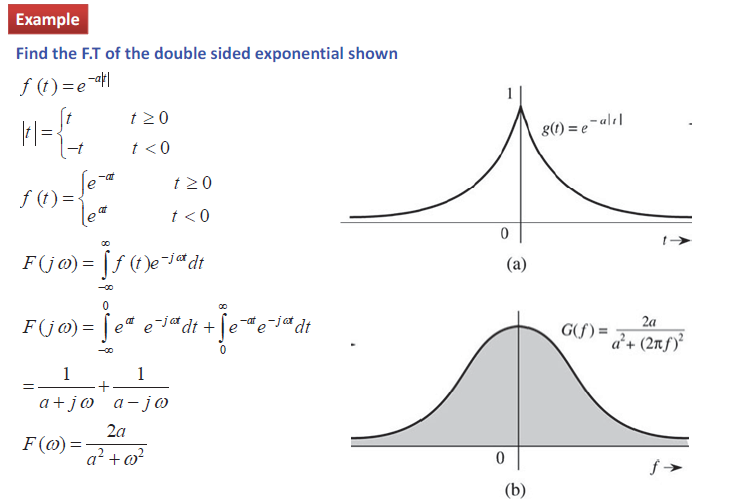 Example
Find the F.T of the double sided exponential shown
f (t) = e^{-a|t|}
|t| = { t t ≥ 0
−t t < 0
f (t) = { e^{-at} t ≥ 0
e^{at} t < 0
F(jω) = ∫_{-∞}^{∞} f (t)e^{-jωt} dt
F(jω) = ∫_{-∞}^{0} e^{at} e^{-jωt} dt + ∫_{0}^{∞} e^{-at} e^{-jωt} dt
= 1/(a + jω) + 1/(a − jω)
F(ω) = 2a/(a² + ω²)
1
g(t) = e^{-a|t|}
0
t→
(a)
G(f) = 2a/(a² + (2πf)²)
0
f→
(b)